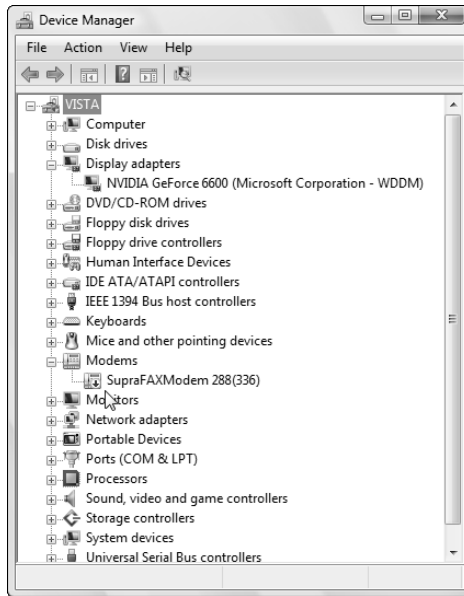 Device Manager
File Action View Help
VISTA
Computer
Disk drives
Display adapters
NVIDIA GeForce 6600 (Microsoft Corporation - WDDM)
DVD/CD-ROM drives
Floppy disk drives
Floppy drive controllers
Human Interface Devices
IDE ATA/ATAPI controllers
IEEE 1394 Bus host controllers
Keyboards
Mice and other pointing devices
Modems
SupraFAXModem 288(336)
Monitors
Network adapters
Portable Devices
Ports (COM & LPT)
Processors
Sound, video and game controllers
Storage controllers
System devices
Universal Serial Bus controllers